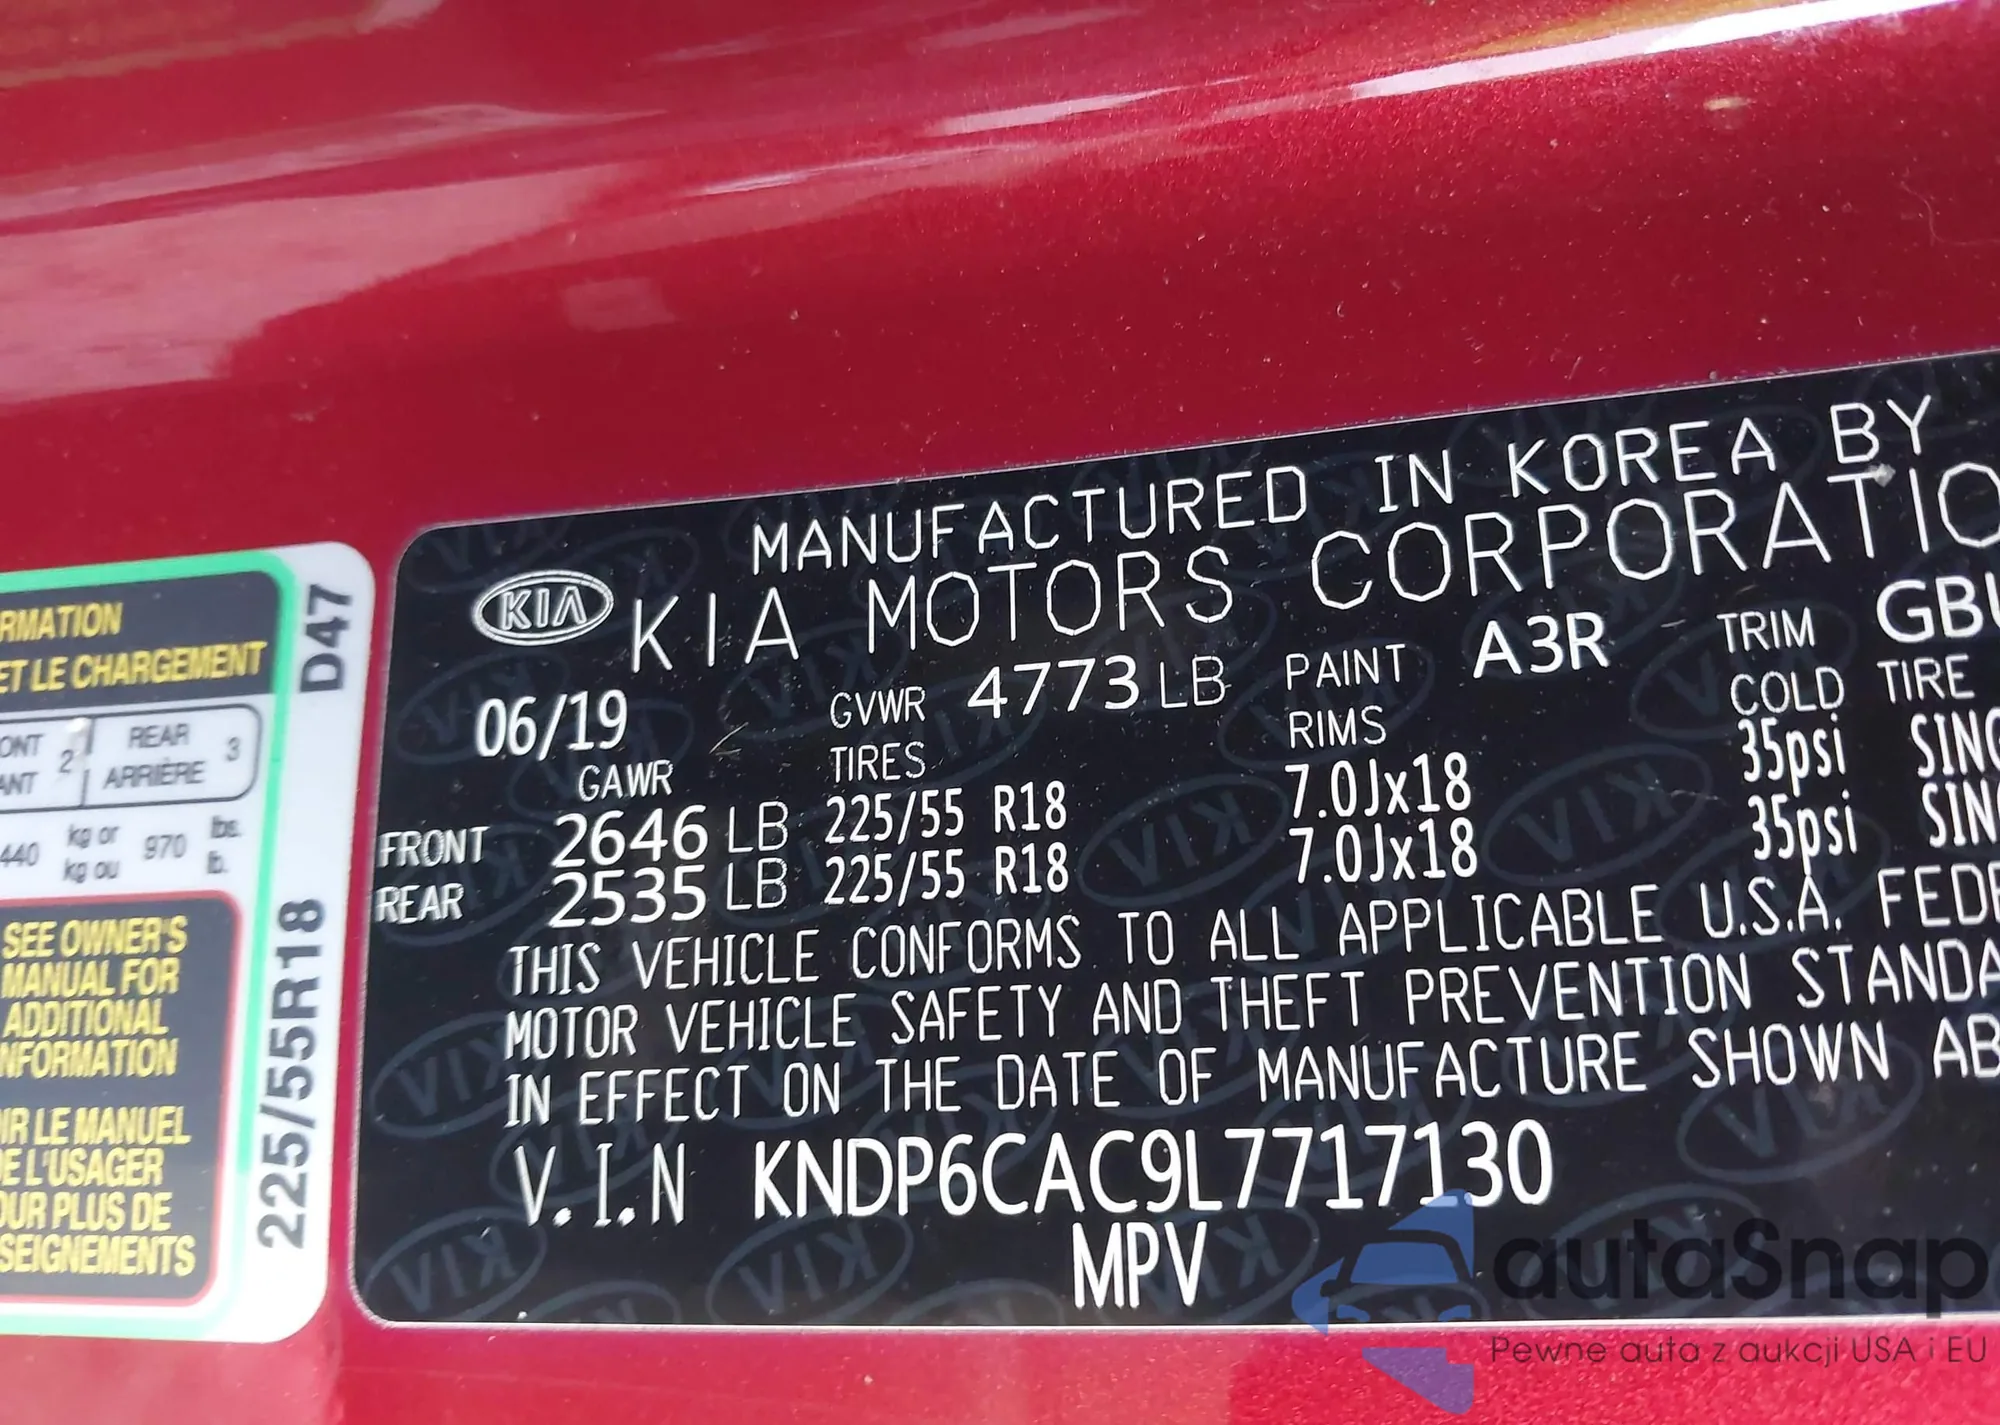 RMATION
ET LE CHARGEMENT
ONT 2 REAR 3
ANT ARRIÈRE
440 kg or 970 lbs.
kg ou lb.
SEE OWNER'S
MANUAL FOR
ADDITIONAL
NFORMATION
IR LE MANUEL
DE L'USAGER
OUR PLUS DE
SEIGNEMENTS
D47
225/55R18
MANUFACTURED IN KOREA BY
KIA KIA MOTORS CORPORATIO
06/19 GVWR 4773 LB PAINT A3R TRIM GBU
GAWR TIRES RIMS COLD TIRE
FRONT 2646 LB 225/55 R18 7.0Jx18 35psi SING
REAR 2535 LB 225/55 R18 7.0Jx18 35psi SING
THIS VEHICLE CONFORMS TO ALL APPLICABLE U.S.A. FEDE
MOTOR VEHICLE SAFETY AND THEFT PREVENTION STANDA
IN EFFECT ON THE DATE OF MANUFACTURE SHOWN AB
V.I.N KNDP6CAC9L7717130
MPV
autaSnap
Pewne auta z aukcji USA i EU